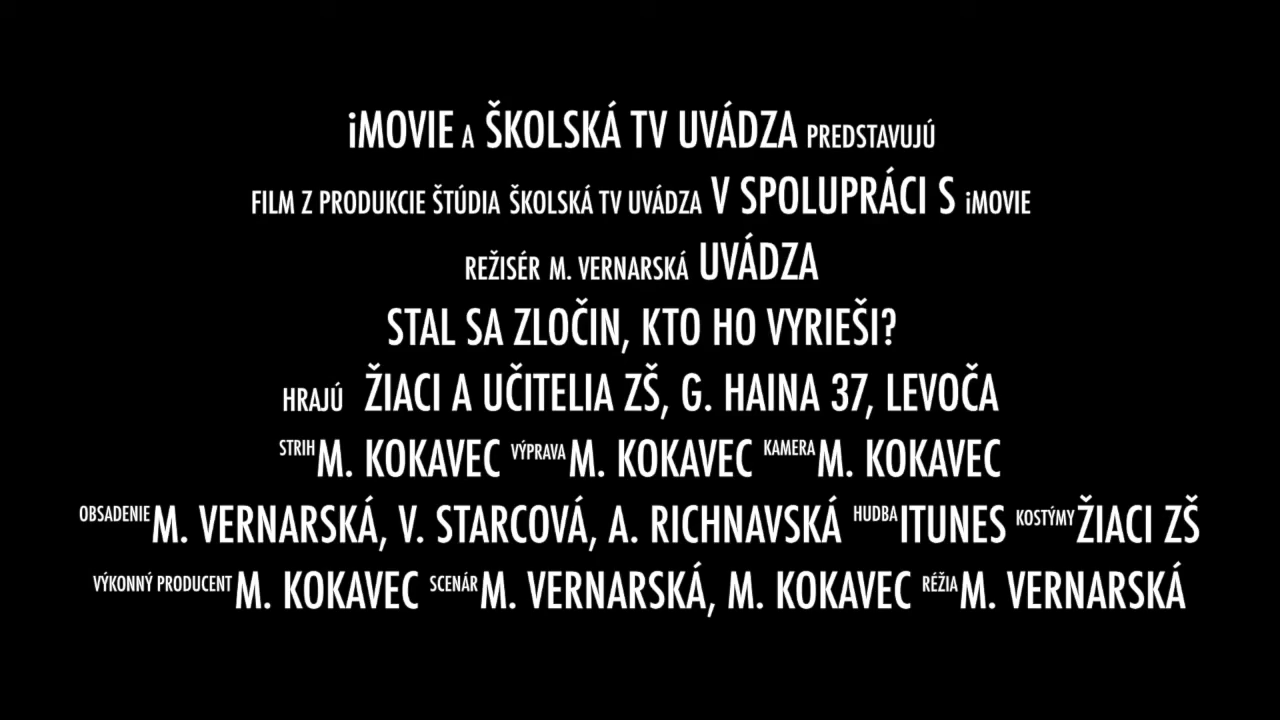 iMOVIE A ŠKOLSKÁ TV UVÁDZA PREDSTAVUJÚ
FILM Z PRODUKCIE ŠTÚDIA ŠKOLSKÁ TV UVÁDZA V SPOLUPRÁCI S iMOVIE
REŽISÉR M. VERNARSKÁ UVÁDZA
STAL SA ZLOČIN, KTO HO VYRIEŠI?
HRAJÚ ŽIACI A UČITELIA ZŠ, G. HAINA 37, LEVOČA
STRIH M. KOKAVEC VÝPRAVA M. KOKAVEC KAMERA M. KOKAVEC
OBSADENIE M. VERNARSKÁ, V. STARCOVÁ, A. RICHNAVSKÁ HUDBA ITUNES KOSTÝMY ŽIACI ZŠ
VÝKONNÝ PRODUCENT M. KOKAVEC SCENÁR M. VERNARSKÁ, M. KOKAVEC RÉŽIA M. VERNARSKÁ